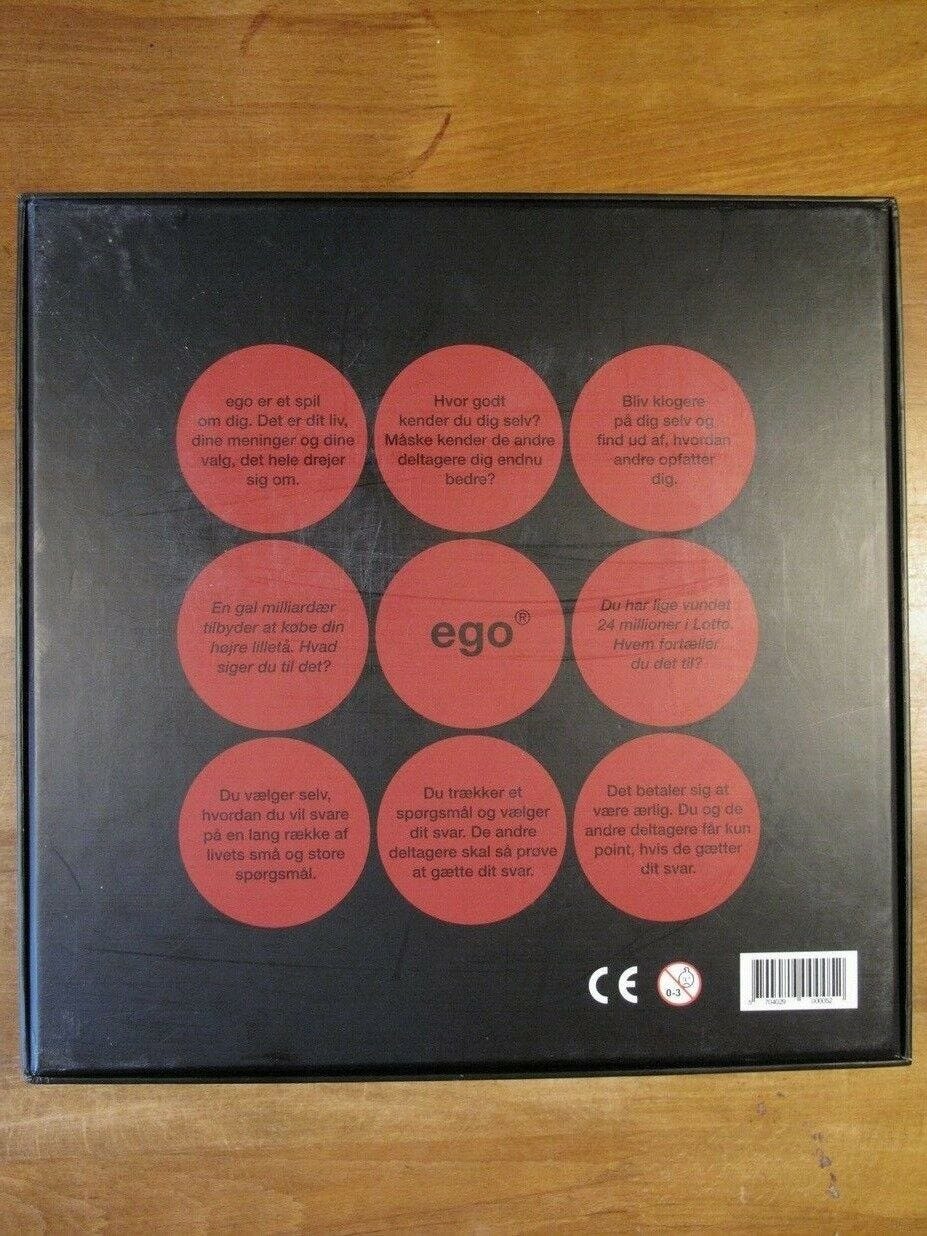 ego er et spil
om dig. Det er dit liv,
dine meninger og dine
valg, det hele drejer
sig om.
Hvor godt
kender du dig selv?
Måske kender de andre
deltagere dig endnu
bedre?
Bliv klogere
på dig selv og
find ud af, hvordan
andre opfatter
dig.
En gal milliardær
tilbyder at købe din
højre lilletå. Hvad
siger du til det?
ego®
Du har lige vundet
24 millioner i Lotto.
Hvem fortæller
du det til?
Du vælger selv,
hvordan du vil svare
på en lang række af
livets små og store
spørgsmål.
Du trækker et
spørgsmål og vælger
dit svar. De andre
deltagere skal så prøve
at gætte dit svar.
Det betaler sig at
være ærlig. Du og de
andre deltagere får kun
point, hvis de gætter
dit svar.
CE
0-3
5 704029 000052